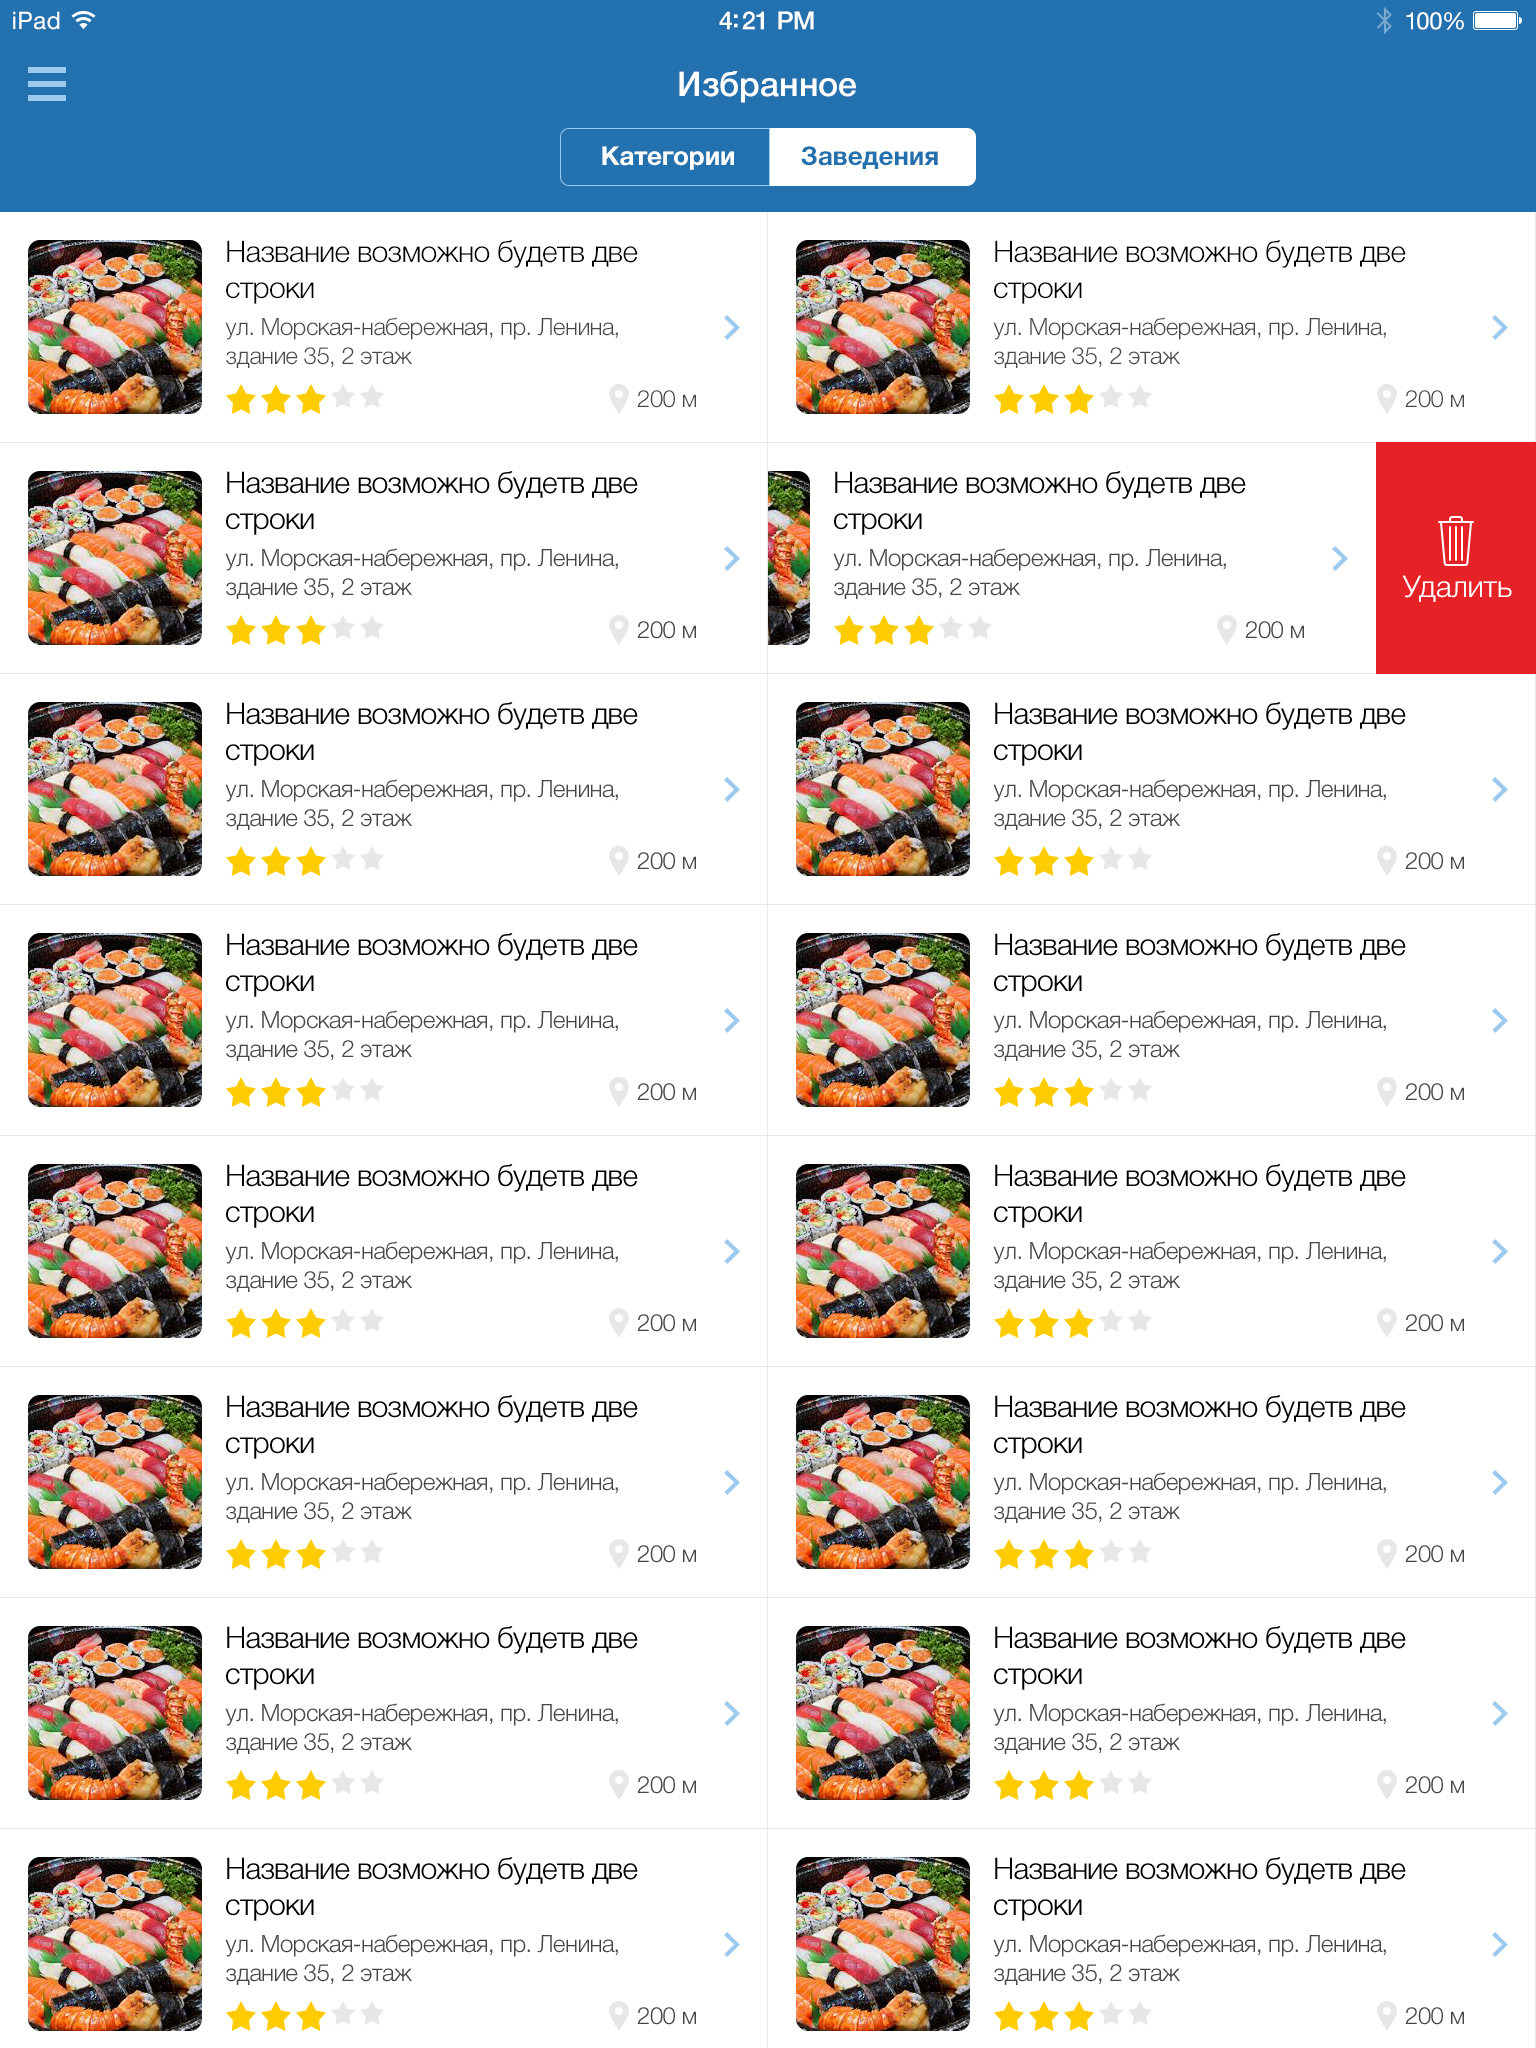 iPad 4:21 PM 100%
Избранное
Категории Заведения
Название возможно будетв две
строки
ул. Морская-набережная, пр. Ленина,
здание 35, 2 этаж
200 м
Название возможно будетв две
строки
ул. Морская-набережная, пр. Ленина,
здание 35, 2 этаж
200 м
Название возможно будетв две
строки
ул. Морская-набережная, пр. Ленина,
здание 35, 2 этаж
200 м
Название возможно будетв две
строки
ул. Морская-набережная, пр. Ленина,
здание 35, 2 этаж
200 м
Удалить
Название возможно будетв две
строки
ул. Морская-набережная, пр. Ленина,
здание 35, 2 этаж
200 м
Название возможно будетв две
строки
ул. Морская-набережная, пр. Ленина,
здание 35, 2 этаж
200 м
Название возможно будетв две
строки
ул. Морская-набережная, пр. Ленина,
здание 35, 2 этаж
200 м
Название возможно будетв две
строки
ул. Морская-набережная, пр. Ленина,
здание 35, 2 этаж
200 м
Название возможно будетв две
строки
ул. Морская-набережная, пр. Ленина,
здание 35, 2 этаж
200 м
Название возможно будетв две
строки
ул. Морская-набережная, пр. Ленина,
здание 35, 2 этаж
200 м
Название возможно будетв две
строки
ул. Морская-набережная, пр. Ленина,
здание 35, 2 этаж
200 м
Название возможно будетв две
строки
ул. Морская-набережная, пр. Ленина,
здание 35, 2 этаж
200 м
Название возможно будетв две
строки
ул. Морская-набережная, пр. Ленина,
здание 35, 2 этаж
200 м
Название возможно будетв две
строки
ул. Морская-набережная, пр. Ленина,
здание 35, 2 этаж
200 м
Название возможно будетв две
строки
ул. Морская-набережная, пр. Ленина,
здание 35, 2 этаж
200 м
Название возможно будетв две
строки
ул. Морская-набережная, пр. Ленина,
здание 35, 2 этаж
200 м